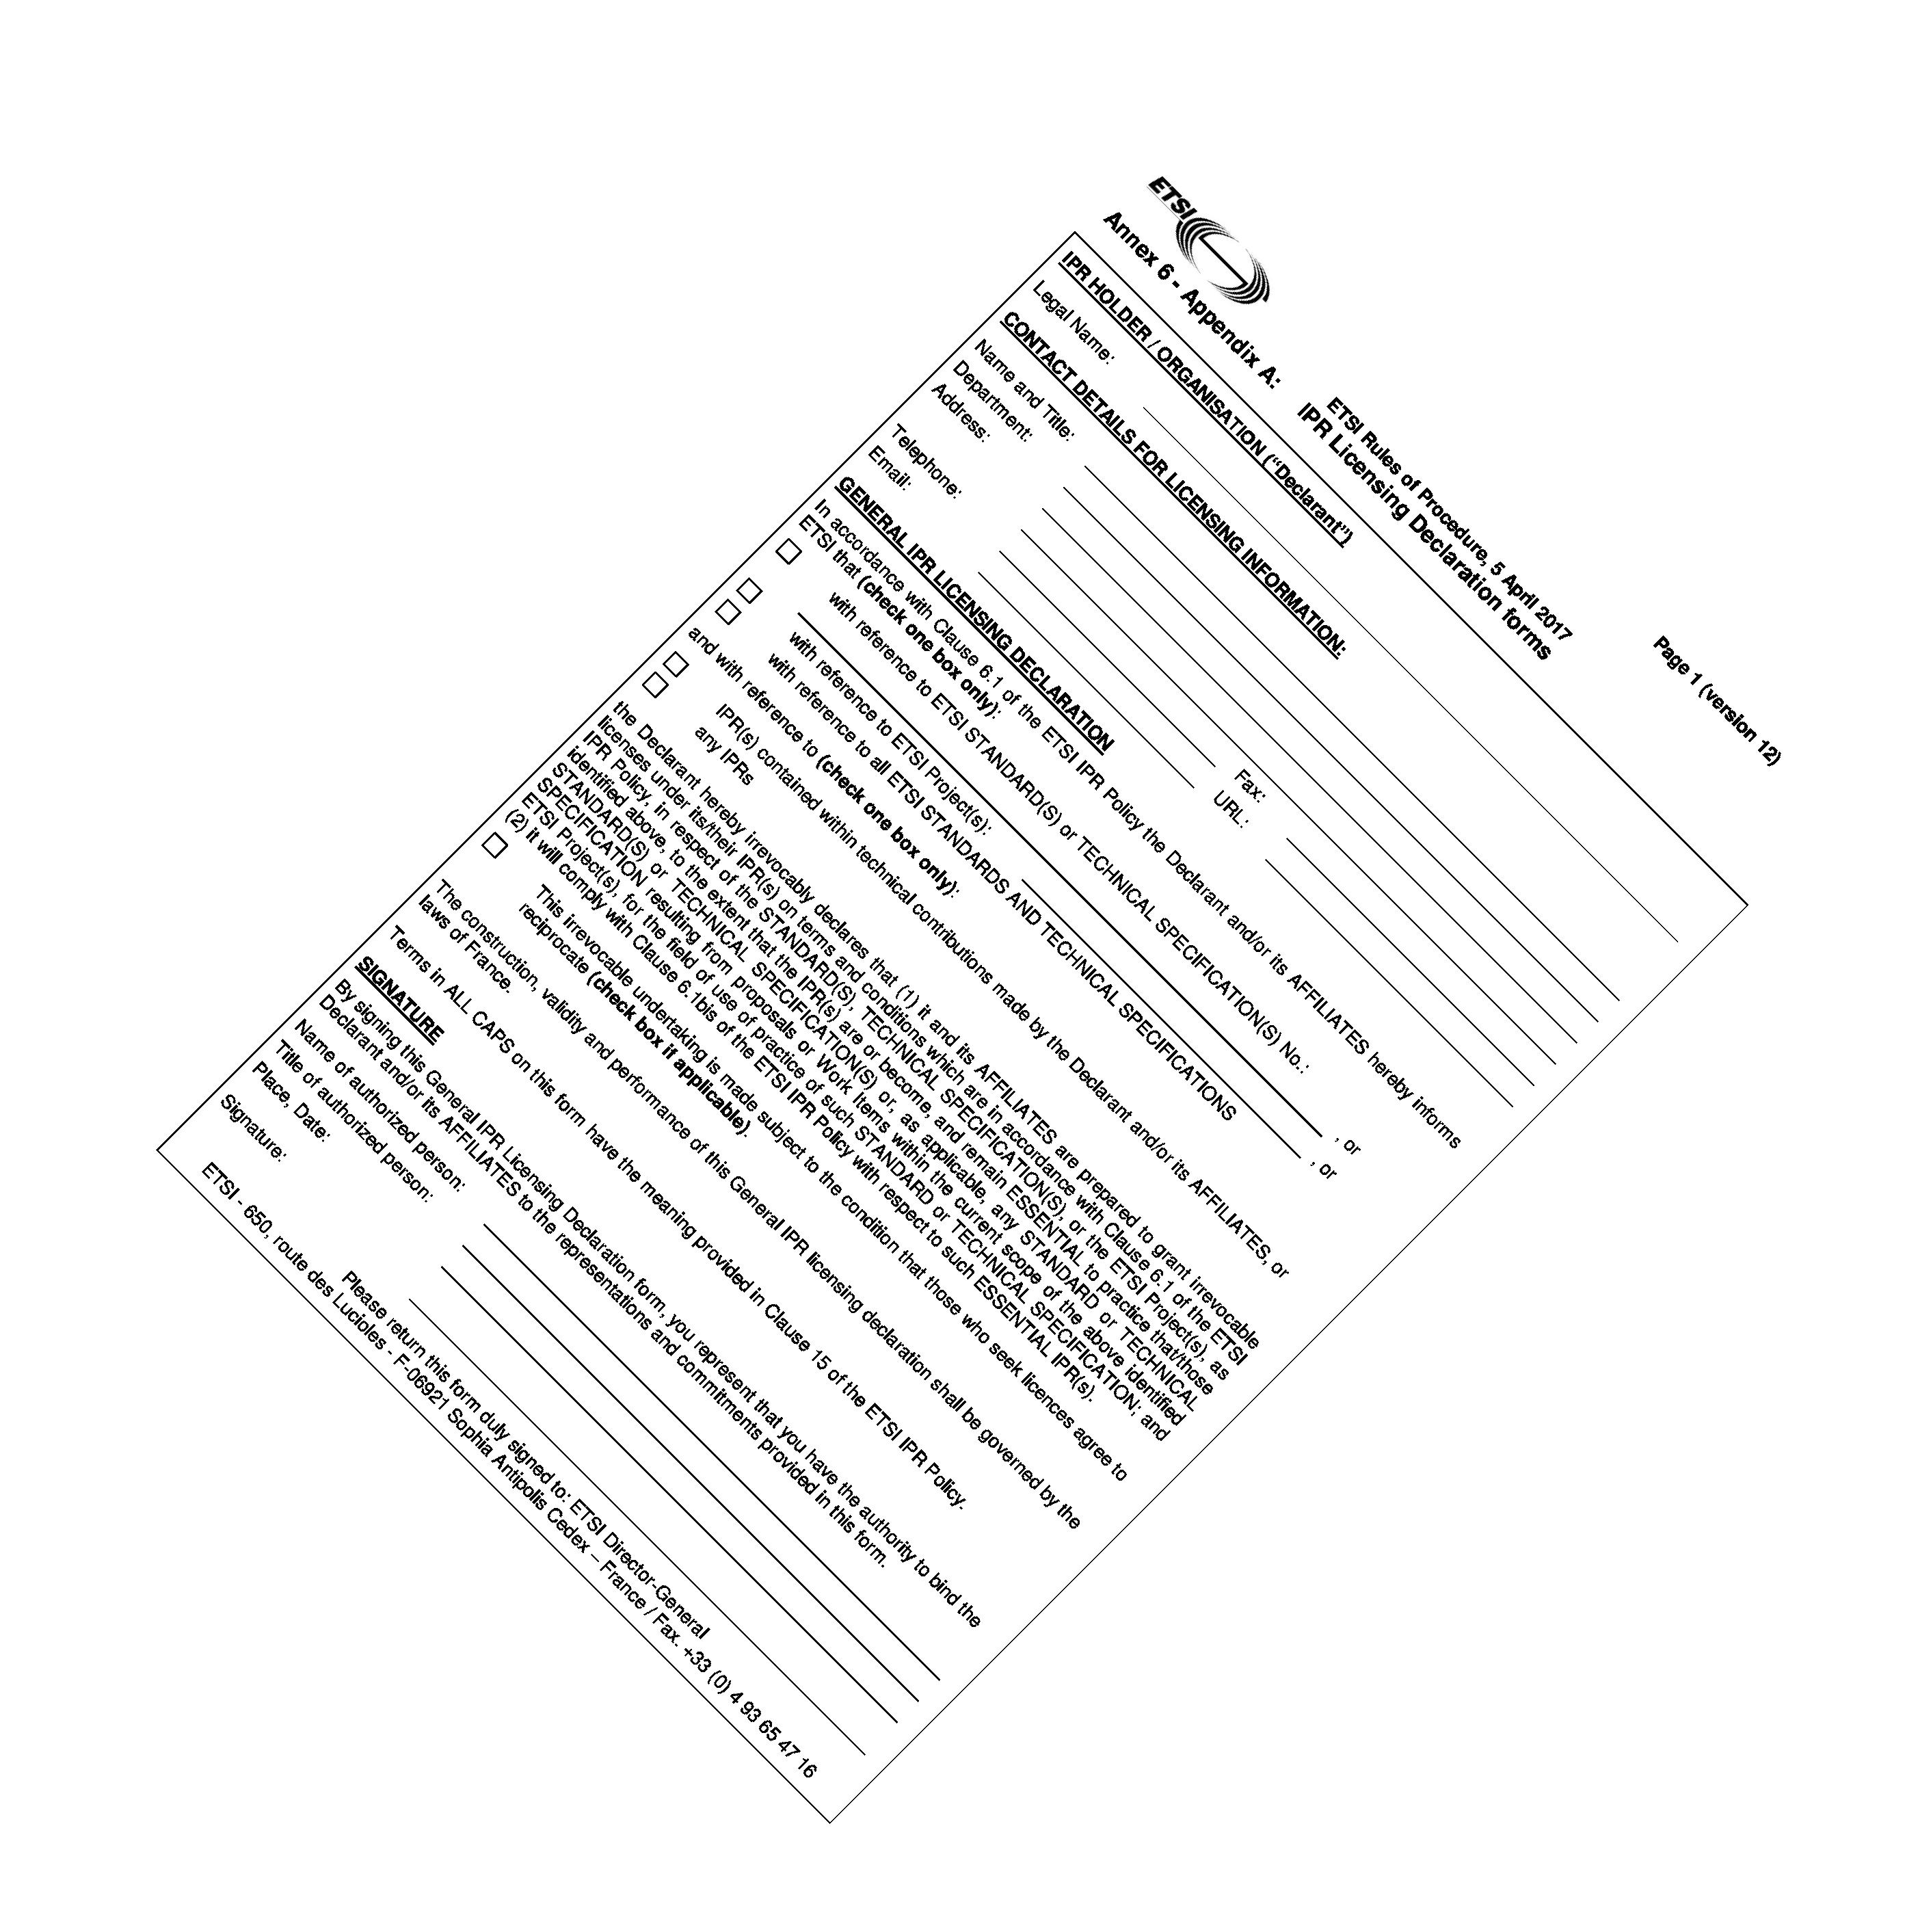 ETSI
ETSI Rules of Procedure, 5 April 2017
Page 1 (version 12)
Annex 6 - Appendix A: IPR Licensing Declaration forms
IPR HOLDER / ORGANISATION (“Declarant”)
Legal Name:
CONTACT DETAILS FOR LICENSING INFORMATION:
Name and Title:
Department:
Address:
Telephone: Fax:
Email: URL:
GENERAL IPR LICENSING DECLARATION
In accordance with Clause 6.1 of the ETSI IPR Policy the Declarant and/or its AFFILIATES hereby informs
ETSI that (check one box only):
with reference to ETSI STANDARD(S) or TECHNICAL SPECIFICATION(S) No.:
, or
with reference to ETSI Project(s): , or
with reference to all ETSI STANDARDS AND TECHNICAL SPECIFICATIONS
and with reference to (check one box only):
IPR(s) contained within technical contributions made by the Declarant and/or its AFFILIATES, or
any IPRs
the Declarant hereby irrevocably declares that (1) it and its AFFILIATES are prepared to grant irrevocable
licenses under its/their IPR(s) on terms and conditions which are in accordance with Clause 6.1 of the ETSI
IPR Policy, in respect of the STANDARD(S), TECHNICAL SPECIFICATION(S), or the ETSI Project(s), as
identified above, to the extent that the IPR(s) are or become, and remain ESSENTIAL to practice that/those
STANDARD(S) or TECHNICAL SPECIFICATION(S) or, as applicable, any STANDARD or TECHNICAL
SPECIFICATION resulting from proposals or Work Items within the current scope of the above identified
ETSI Project(s), for the field of use of practice of such STANDARD or TECHNICAL SPECIFICATION; and
(2) it will comply with Clause 6.1bis of the ETSI IPR Policy with respect to such ESSENTIAL IPR(s).
This irrevocable undertaking is made subject to the condition that those who seek licences agree to
reciprocate (check box if applicable).
The construction, validity and performance of this General IPR licensing declaration shall be governed by the
laws of France.
Terms in ALL CAPS on this form have the meaning provided in Clause 15 of the ETSI IPR Policy.
SIGNATURE
By signing this General IPR Licensing Declaration form, you represent that you have the authority to bind the
Declarant and/or its AFFILIATES to the representations and commitments provided in this form.
Name of authorized person:
Title of authorized person:
Place, Date:
Signature:
Please return this form duly signed to: ETSI Director-General
ETSI - 650, route des Lucioles - F-06921 Sophia Antipolis Cedex – France / Fax. +33 (0) 4 93 65 47 16